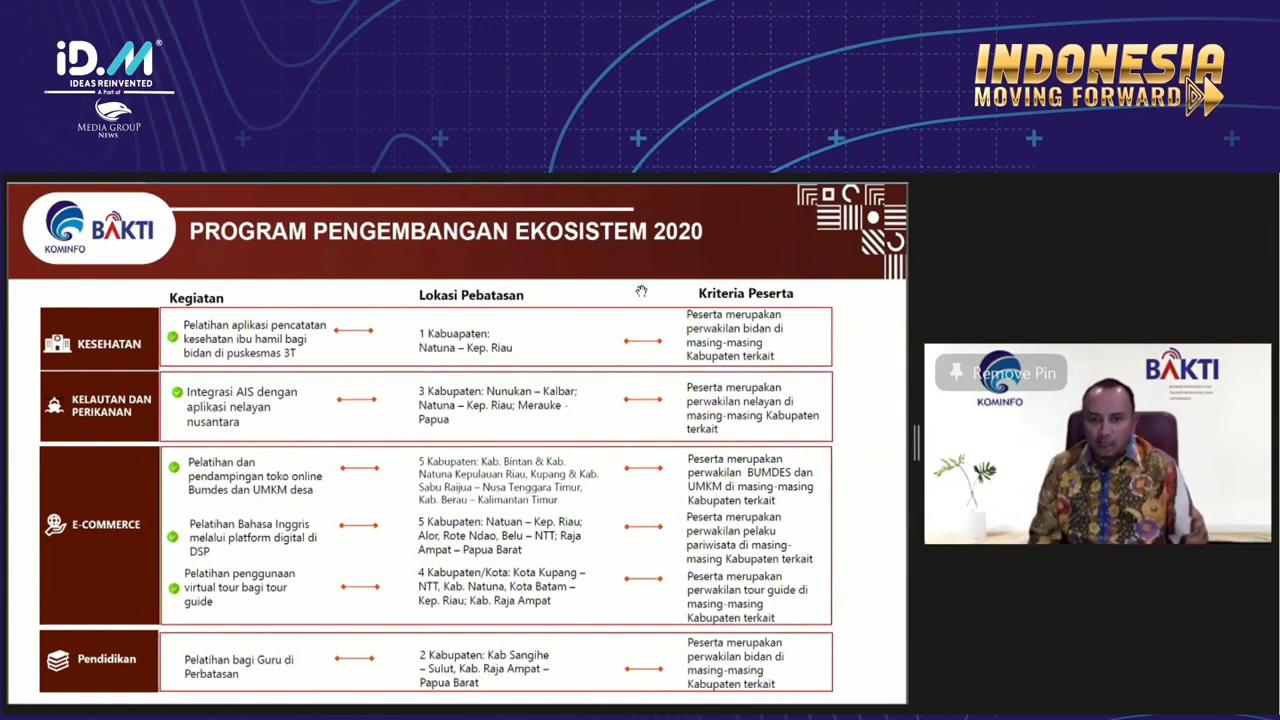 iD.M®
IDEAS REINVENTED
A Part of
MEDIA GROUP
NEWS
INDONESIA
MOVING FORWARD
KOMINFO
BAKTI
PROGRAM PENGEMBANGAN EKOSISTEM 2020
Kegiatan
Lokasi Pebatasan
Kriteria Peserta
KESEHATAN
Pelatihan aplikasi pencatatan
kesehatan ibu hamil bagi
bidan di puskesmas 3T
1 Kabuapaten:
Natuna – Kep. Riau
Peserta merupakan
perwakilan bidan di
masing-masing
Kabupaten terkait
KELAUTAN DAN
PERIKANAN
Integrasi AIS dengan
aplikasi nelayan
nusantara
3 Kabupaten: Nunukan – Kalbar;
Natuna – Kep. Riau; Merauke -
Papua
Peserta merupakan
perwakilan nelayan di
masing-masing Kabupaten
terkait
E-COMMERCE
Pelatihan dan
pendampingan toko online
Bumdes dan UMKM desa
5 Kabupaten: Kab. Bintan & Kab.
Natuna Kepulauan Riau, Kupang & Kab.
Sabu Raijua – Nusa Tenggara Timur,
Kab. Berau – Kalimantan Timur
Peserta merupakan
perwakilan BUMDES dan
UMKM di masing-masing
Kabupaten terkait
Pelatihan Bahasa Inggris
melalui platform digital di
DSP
5 Kabupaten: Natuan – Kep. Riau;
Alor, Rote Ndao, Belu – NTT; Raja
Ampat – Papua Barat
Peserta merupakan
perwakilan pelaku
pariwisata di masing-
masing Kabupaten terkait
Pelatihan penggunaan
virtual tour bagi tour
guide
4 Kabupaten/Kota: Kota Kupang –
NTT, Kab. Natuna, Kota Batam –
Kep. Riau; Kab. Raja Ampat
Peserta merupakan
perwakilan tour guide di
masing-masing
Kabupaten terkait
Pendidikan
Pelatihan bagi Guru di
Perbatasan
2 Kabupaten: Kab Sangihe
– Sulut, Kab. Raja Ampat –
Papua Barat
Peserta merupakan
perwakilan bidan di
masing-masing
Kabupaten terkait
Remove Pin
KOMINFO
BAKTI